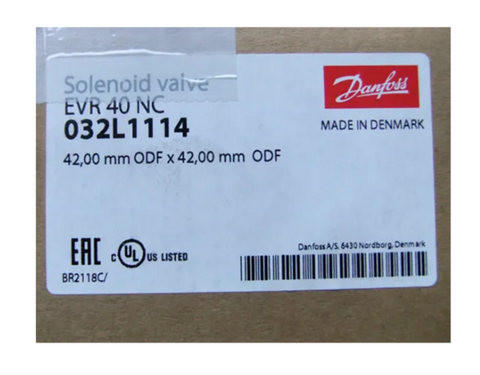 Solenoid valve
EVR 40 NC
032L1114
42,00 mm ODF x 42,00 mm ODF
Danfoss
MADE IN DENMARK
EAC
C UL US LISTED
BR2118C/
Danfoss A/S, 6430 Nordborg, Denmark